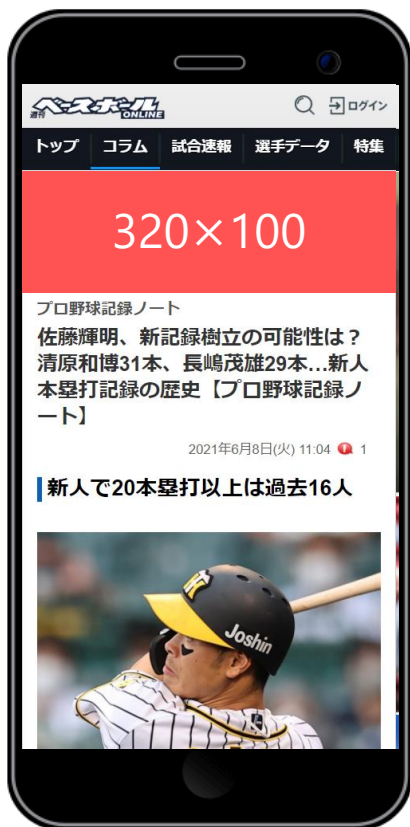 週刊 ベースボール ONLINE
ログイン
トップ コラム 試合速報 選手データ 特集
320×100
プロ野球記録ノート
佐藤輝明、新記録樹立の可能性は？
清原和博31本、長嶋茂雄29本…新人
本塁打記録の歴史【プロ野球記録ノ
ート】
2021年6月8日(火) 11:04 1
新人で20本塁打以上は過去16人
HT
Joshin